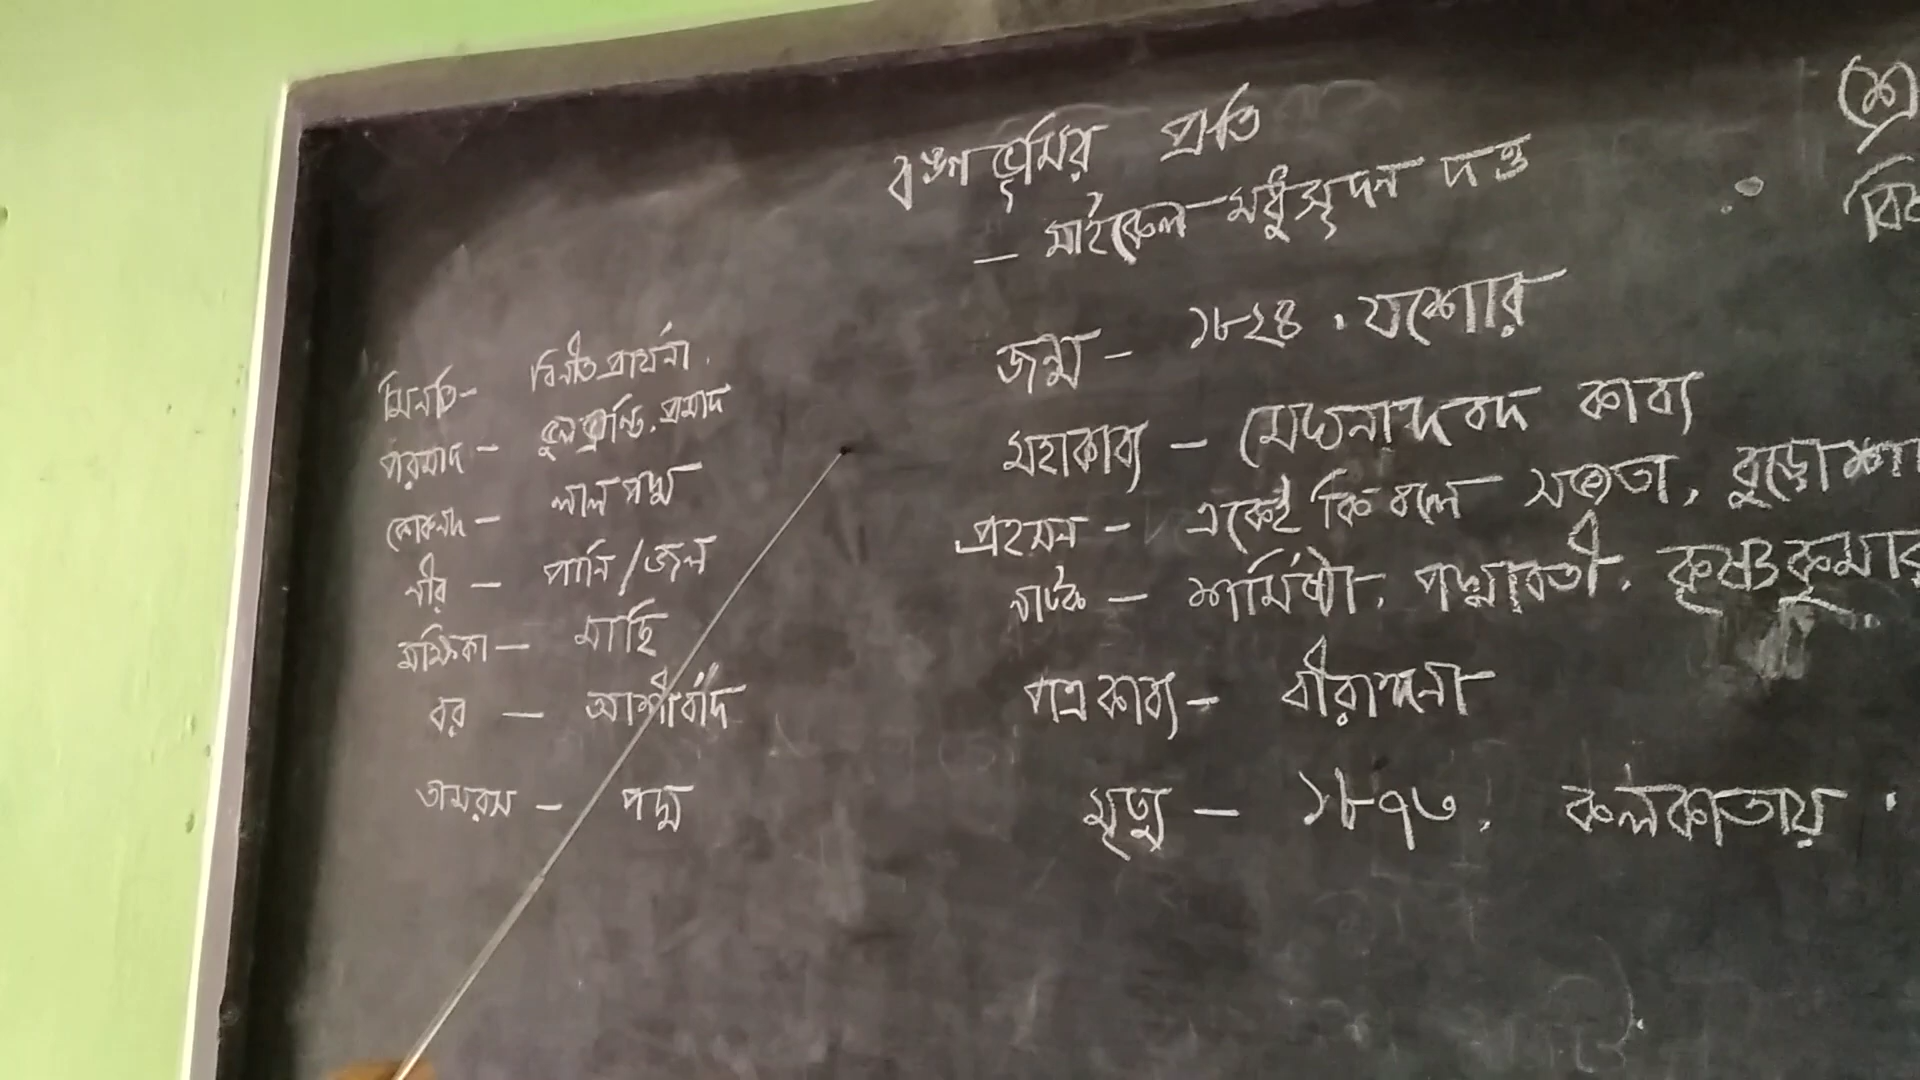 বঙ্গভূমির প্রতি
– মাইকেল মধুসূদন দত্ত
জন্ম – ১৮২৪. যশোর
মহাকাব্য – মেঘনাদবদ কাব্য
প্রহসন – একেই কি বলে সভ্যতা, বুড়োশা
নাটক – শর্মিষ্ঠা, পদ্মাবতী, কৃষ্ণকুমার
পত্রকাব্য – বীরাঙ্গনা
মৃত্যু – ১৮৭৩, কলকাতায়.
মিনতি – বিনীত প্রার্থনা.
পরমাদ – ভুলভ্রান্তি, প্রমাদ
কোকনদ – লাল পদ্ম
নীর – পানি/জল
মক্ষিকা – মাছি
বর – আশীর্বাদ
তামরস – পদ্ম